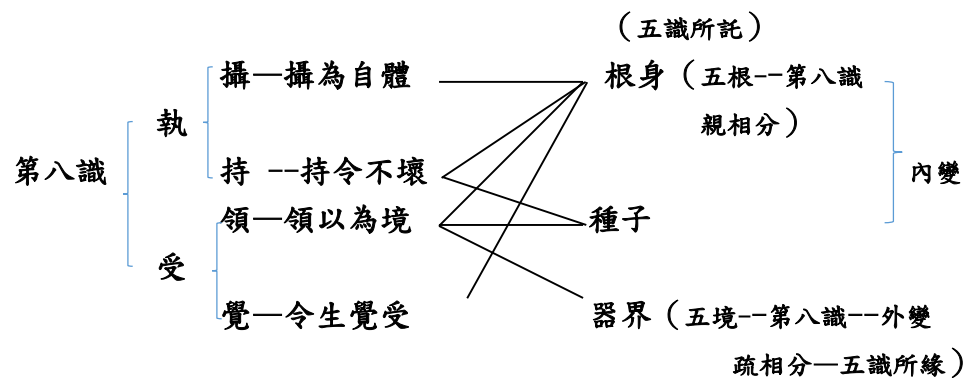 （五識所託）
攝—攝為自體
根身（五根--第八識
執
親相分）
第八識
持 --持令不壞
內變
領—領以為境
種子
受
覺—令生覺受
器界（五境--第八識--外變
疏相分—五識所緣）